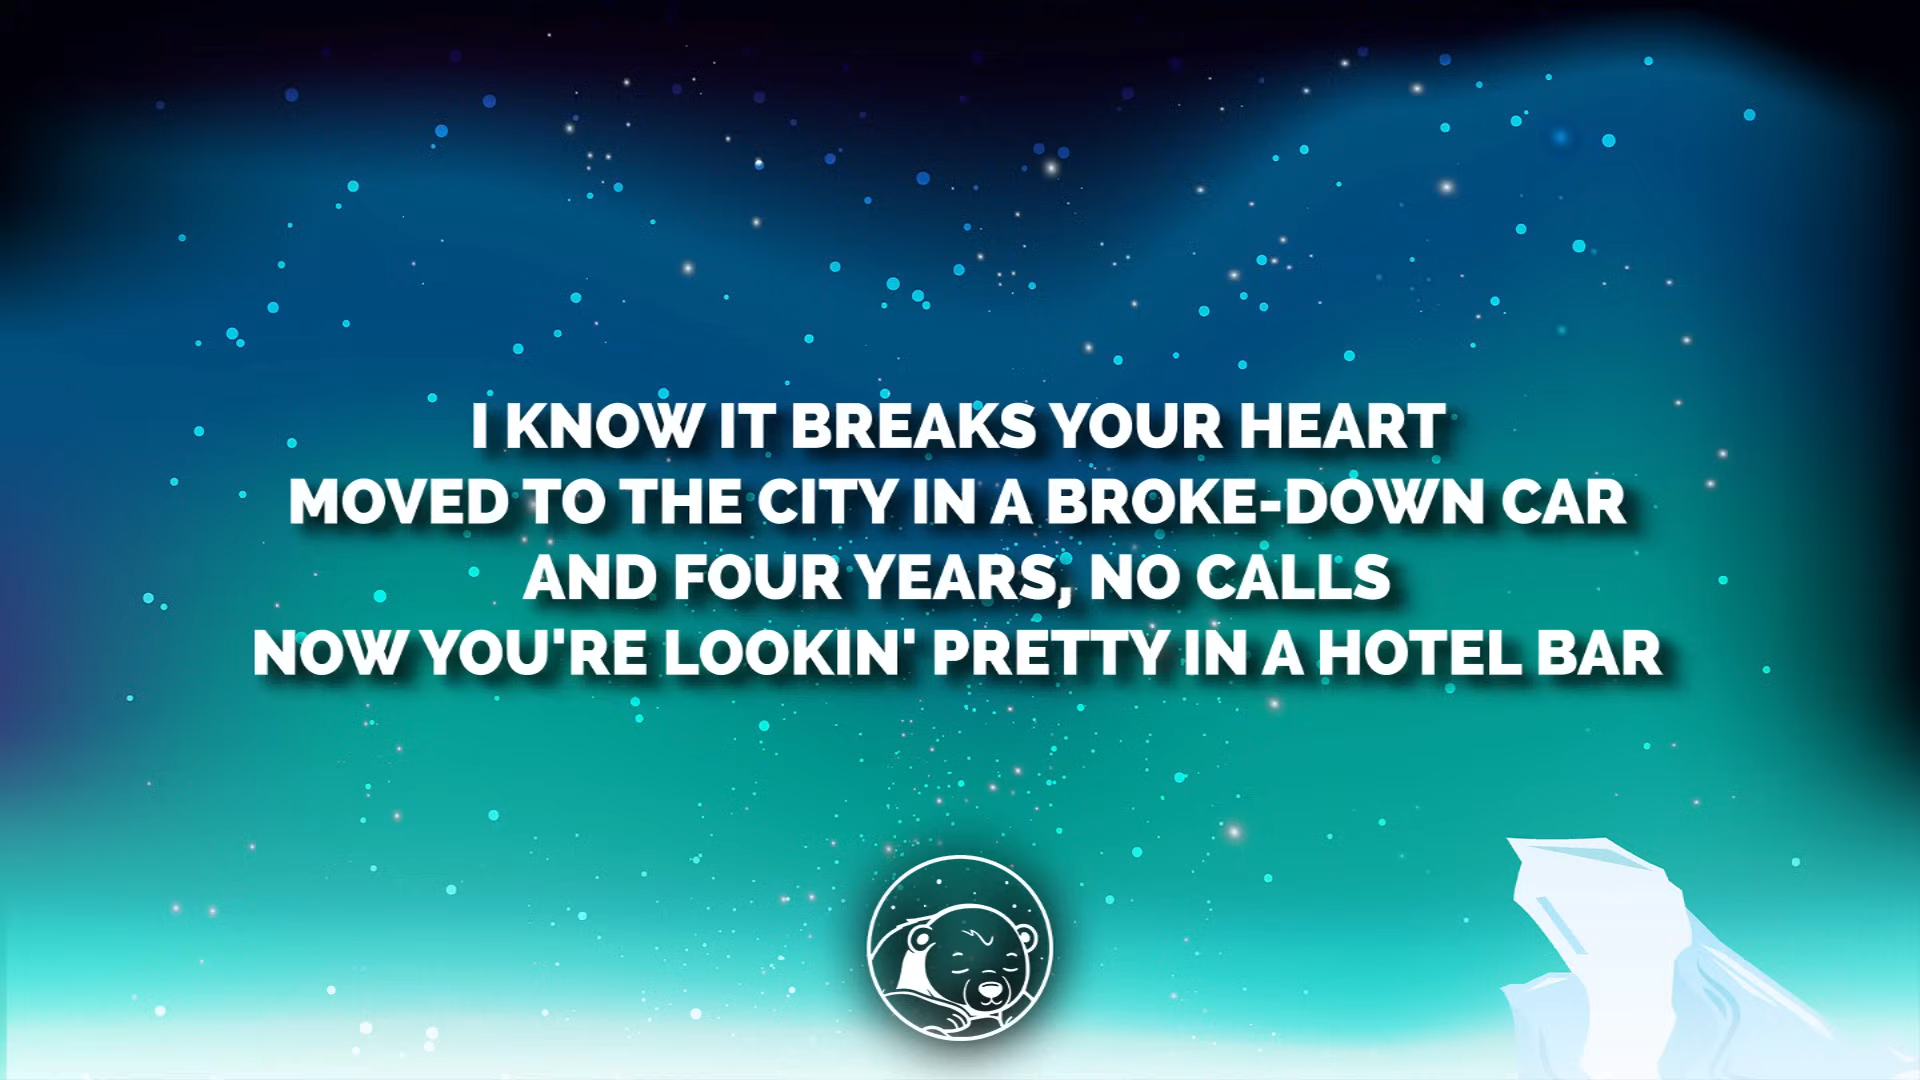 I KNOW IT BREAKS YOUR HEART
MOVED TO THE CITY IN A BROKE-DOWN CAR
AND FOUR YEARS, NO CALLS
NOW YOU'RE LOOKIN' PRETTY IN A HOTEL BAR